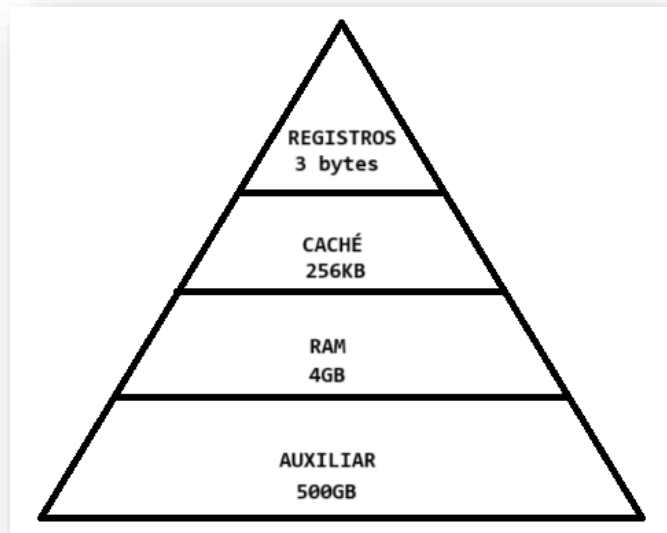 REGISTROS
3 bytes
CACHÉ
256KB
RAM
4GB
AUXILIAR
500GB